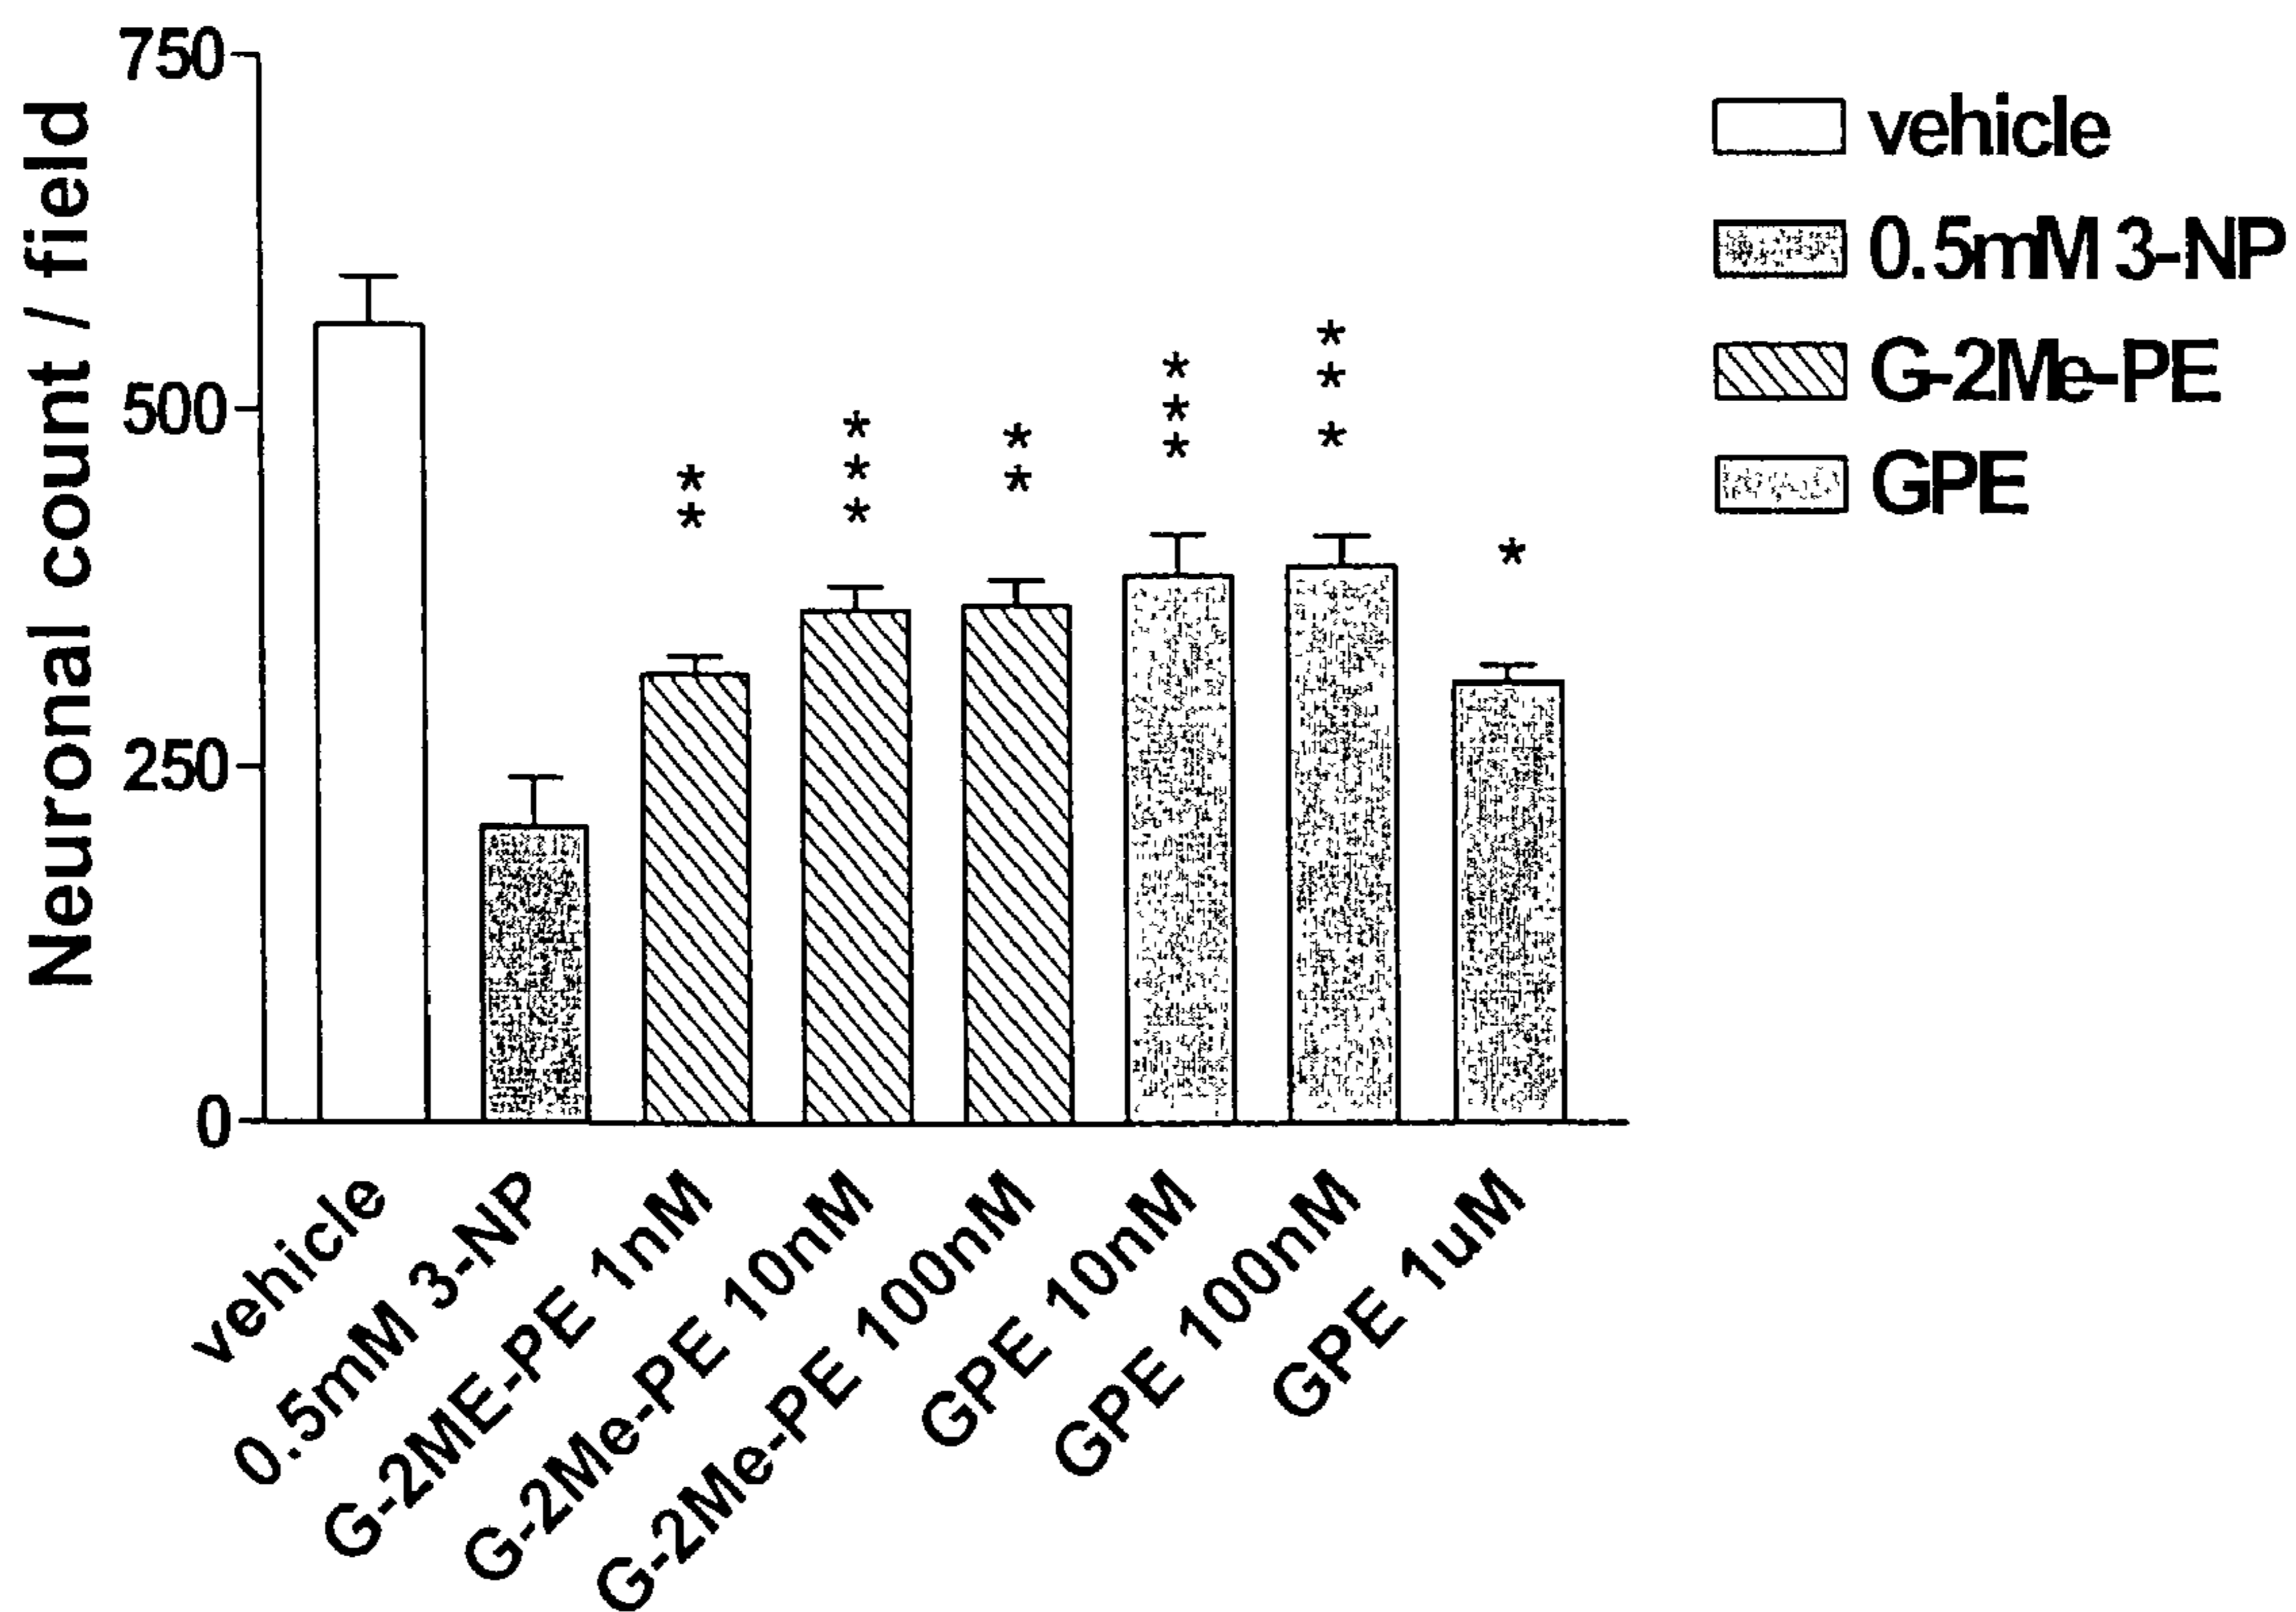 Neuronal count / field
750
500
250
0
**
***
**
***
***
*
vehicle
0.5mM 3-NP
G-2ME-PE 1nM
G-2Me-PE 10nM
G-2Me-PE 100nM
GPE 10nM
GPE 100nM
GPE 1uM
vehicle
0.5mM 3-NP
G-2Me-PE
GPE